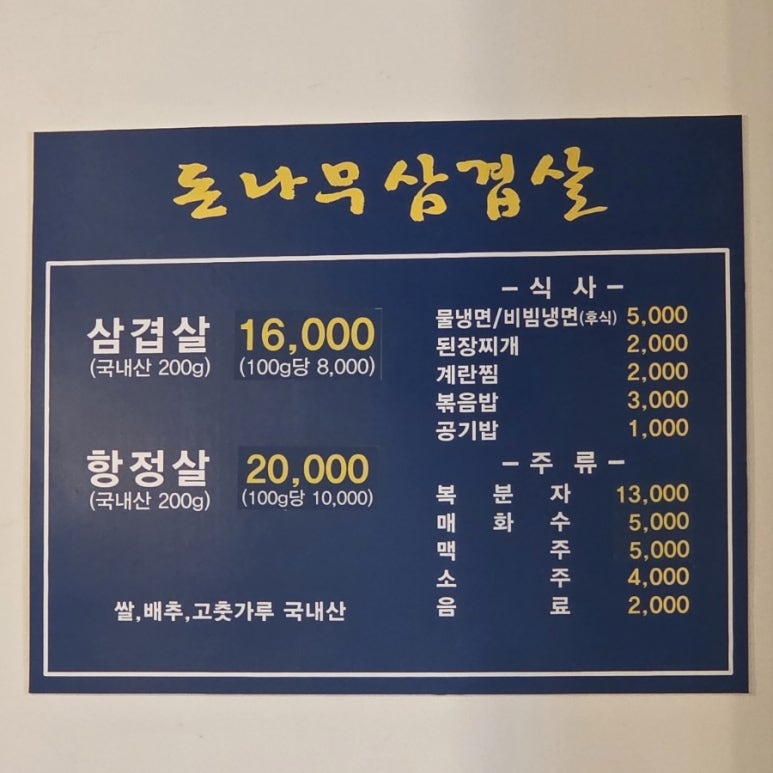 돈나무삼겹살
삼겹살 16,000
(국내산 200g) (100g당 8,000)
항정살 20,000
(국내산 200g) (100g당 10,000)
쌀,배추,고춧가루 국내산
- 식 사 -
물냉면/비빔냉면(후식) 5,000
된장찌개 2,000
계란찜 2,000
볶음밥 3,000
공기밥 1,000
- 주 류 -
복 분 자 13,000
매 화 수 5,000
맥 주 5,000
소 주 4,000
음 료 2,000